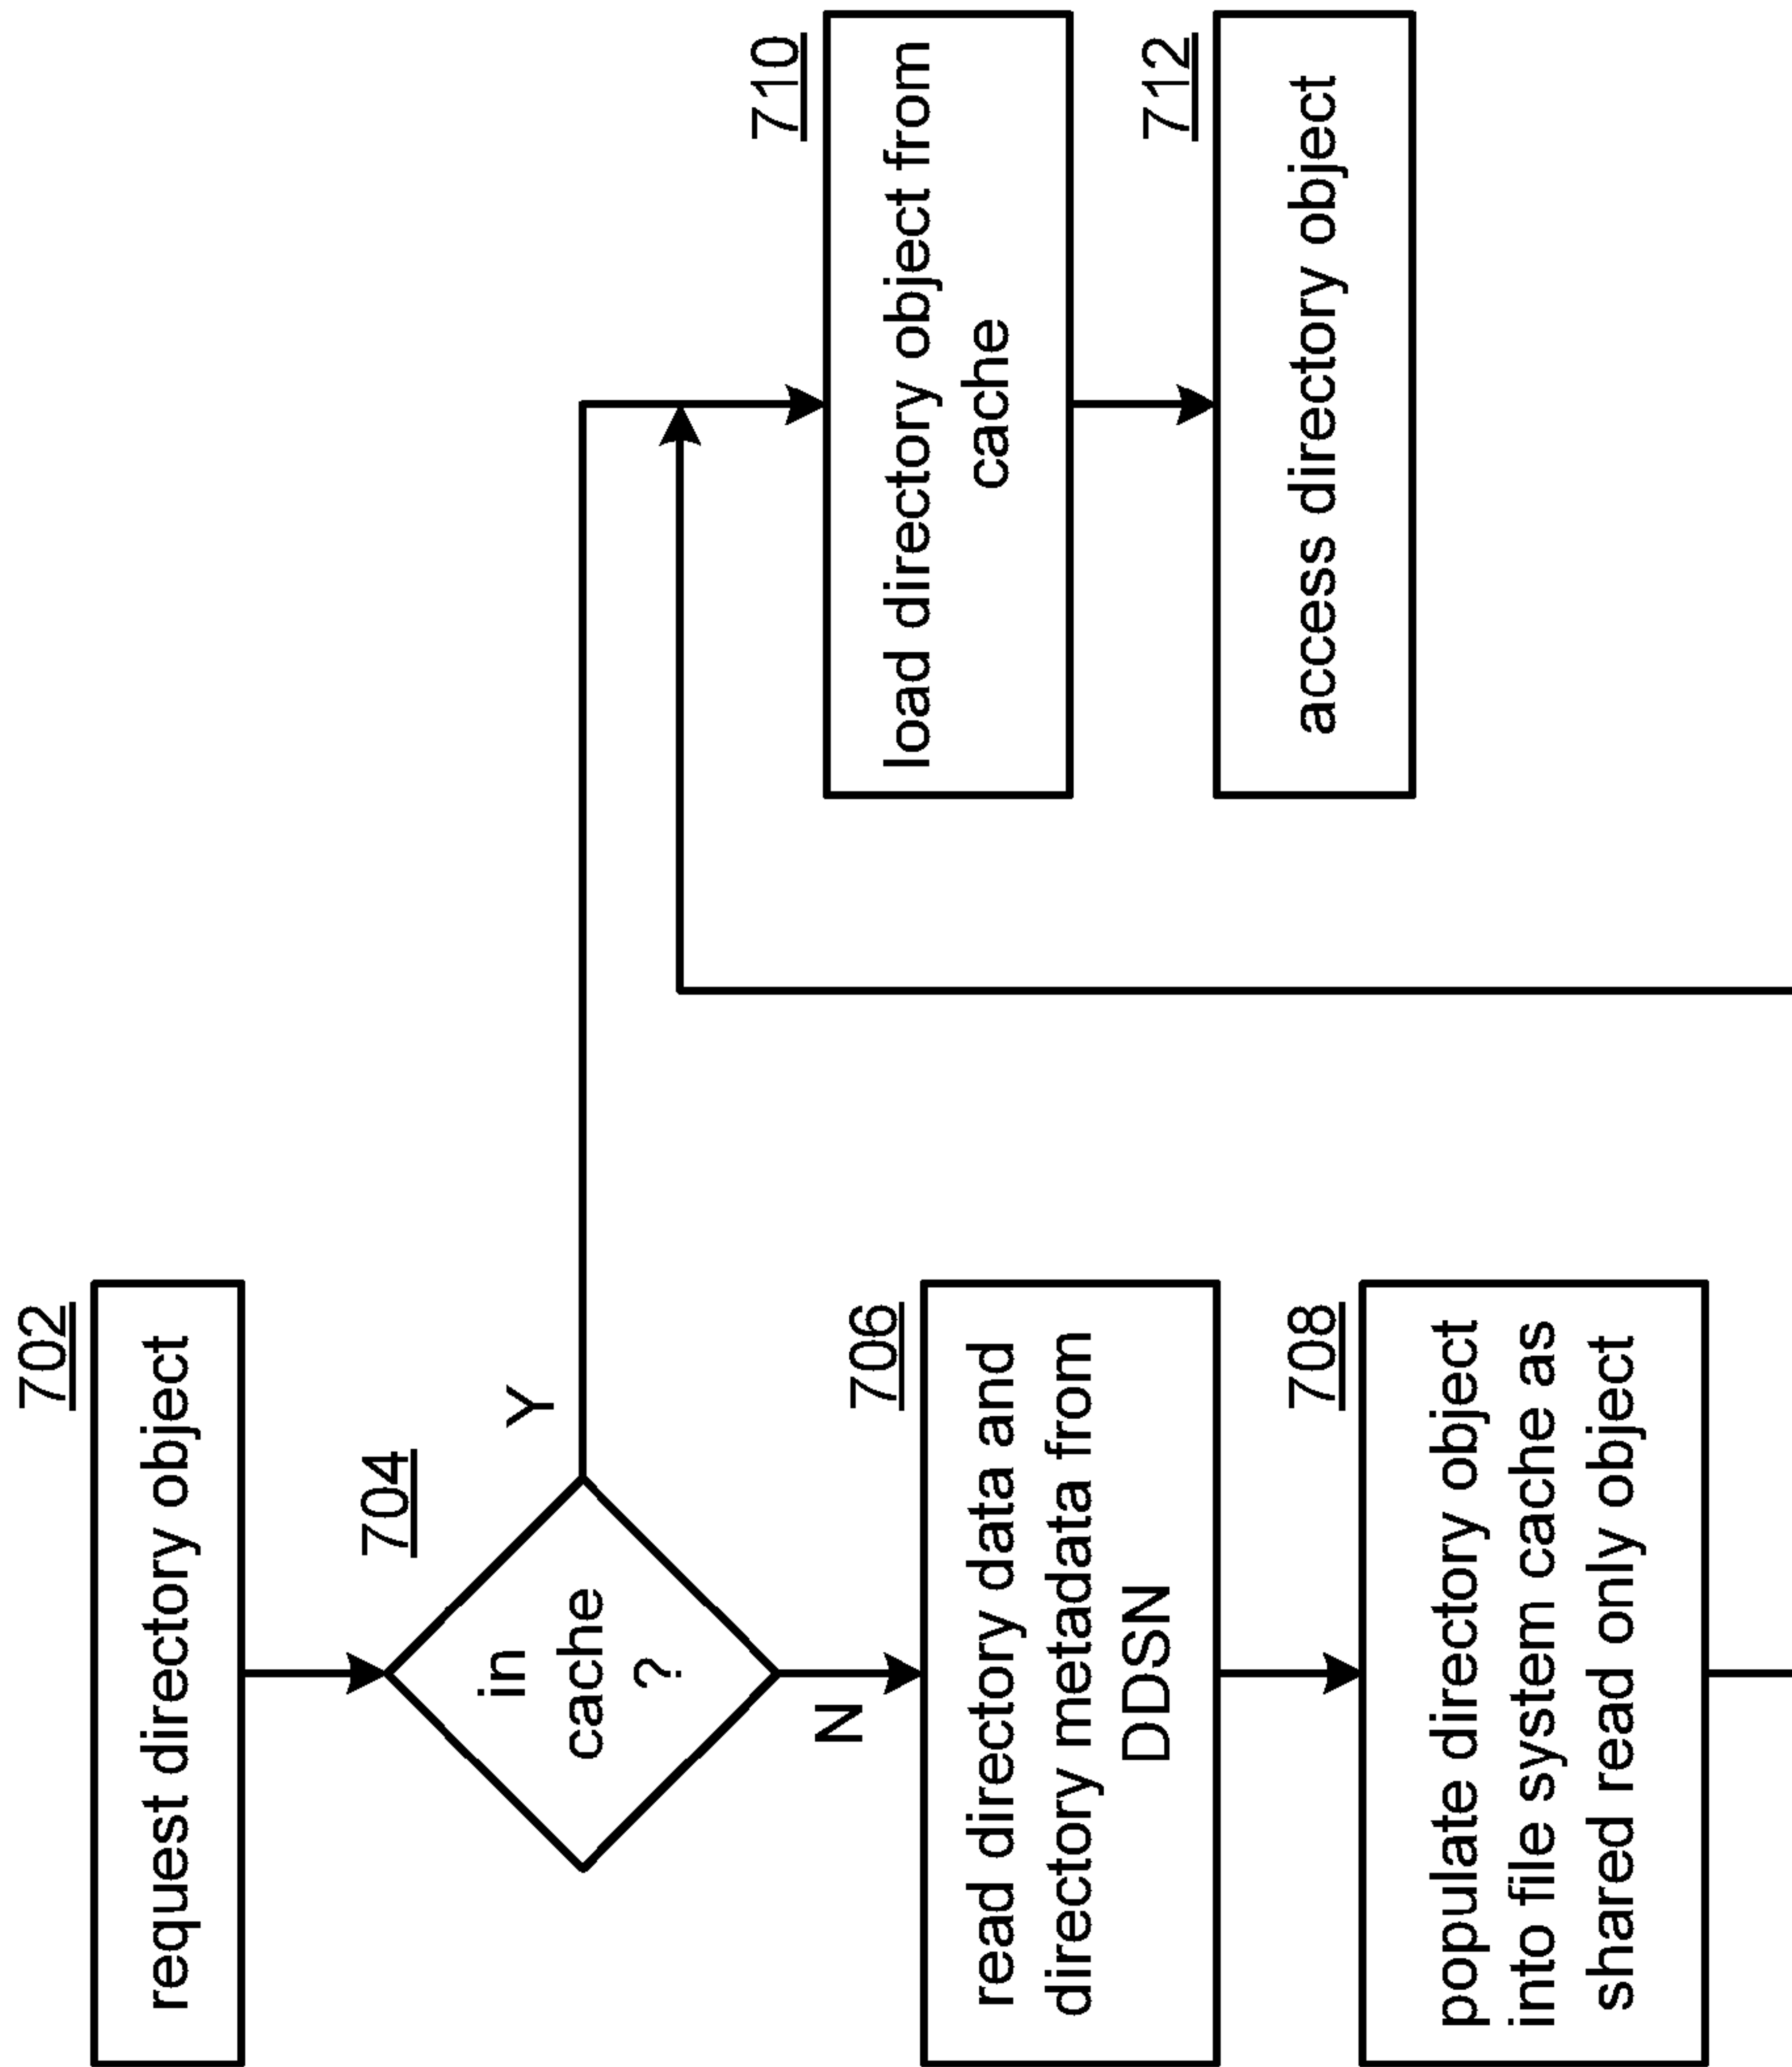 702
request directory object
704
in
cache
?
Y
N
706
read directory data and
directory metadata from
DDSN
708
populate directory object
into file system cache as
shared read only object
710
load directory object from
cache
712
access directory object